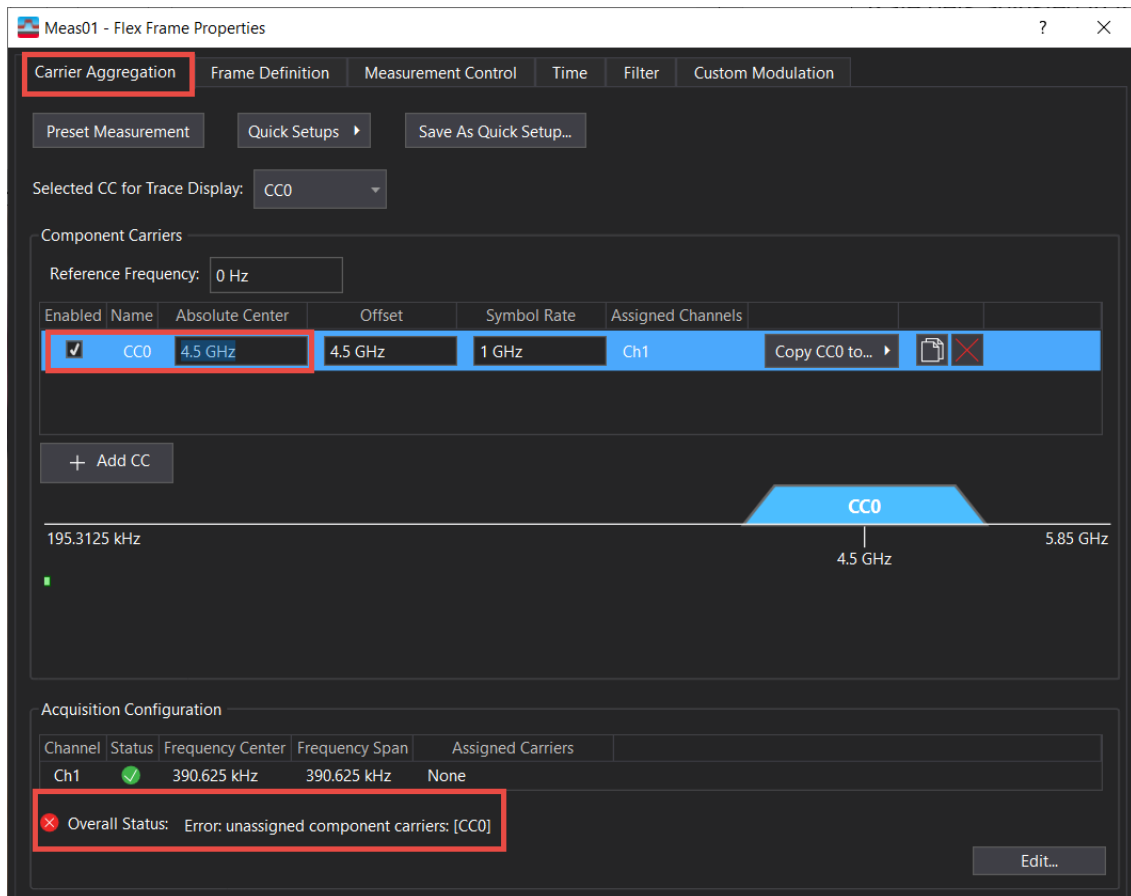 Meas01 - Flex Frame Properties ? ×
Carrier Aggregation Frame Definition Measurement Control Time Filter Custom Modulation
Preset Measurement Quick Setups Save As Quick Setup...
Selected CC for Trace Display: CC0
Component Carriers
Reference Frequency: 0 Hz
Enabled Name Absolute Center Offset Symbol Rate Assigned Channels
CC0 4.5 GHz 4.5 GHz 1 GHz Ch1 Copy CC0 to...
+ Add CC
CC0
195.3125 kHz 5.85 GHz
4.5 GHz
Acquisition Configuration
Channel Status Frequency Center Frequency Span Assigned Carriers
Ch1 390.625 kHz 390.625 kHz None
Overall Status: Error: unassigned component carriers: [CC0]
Edit...